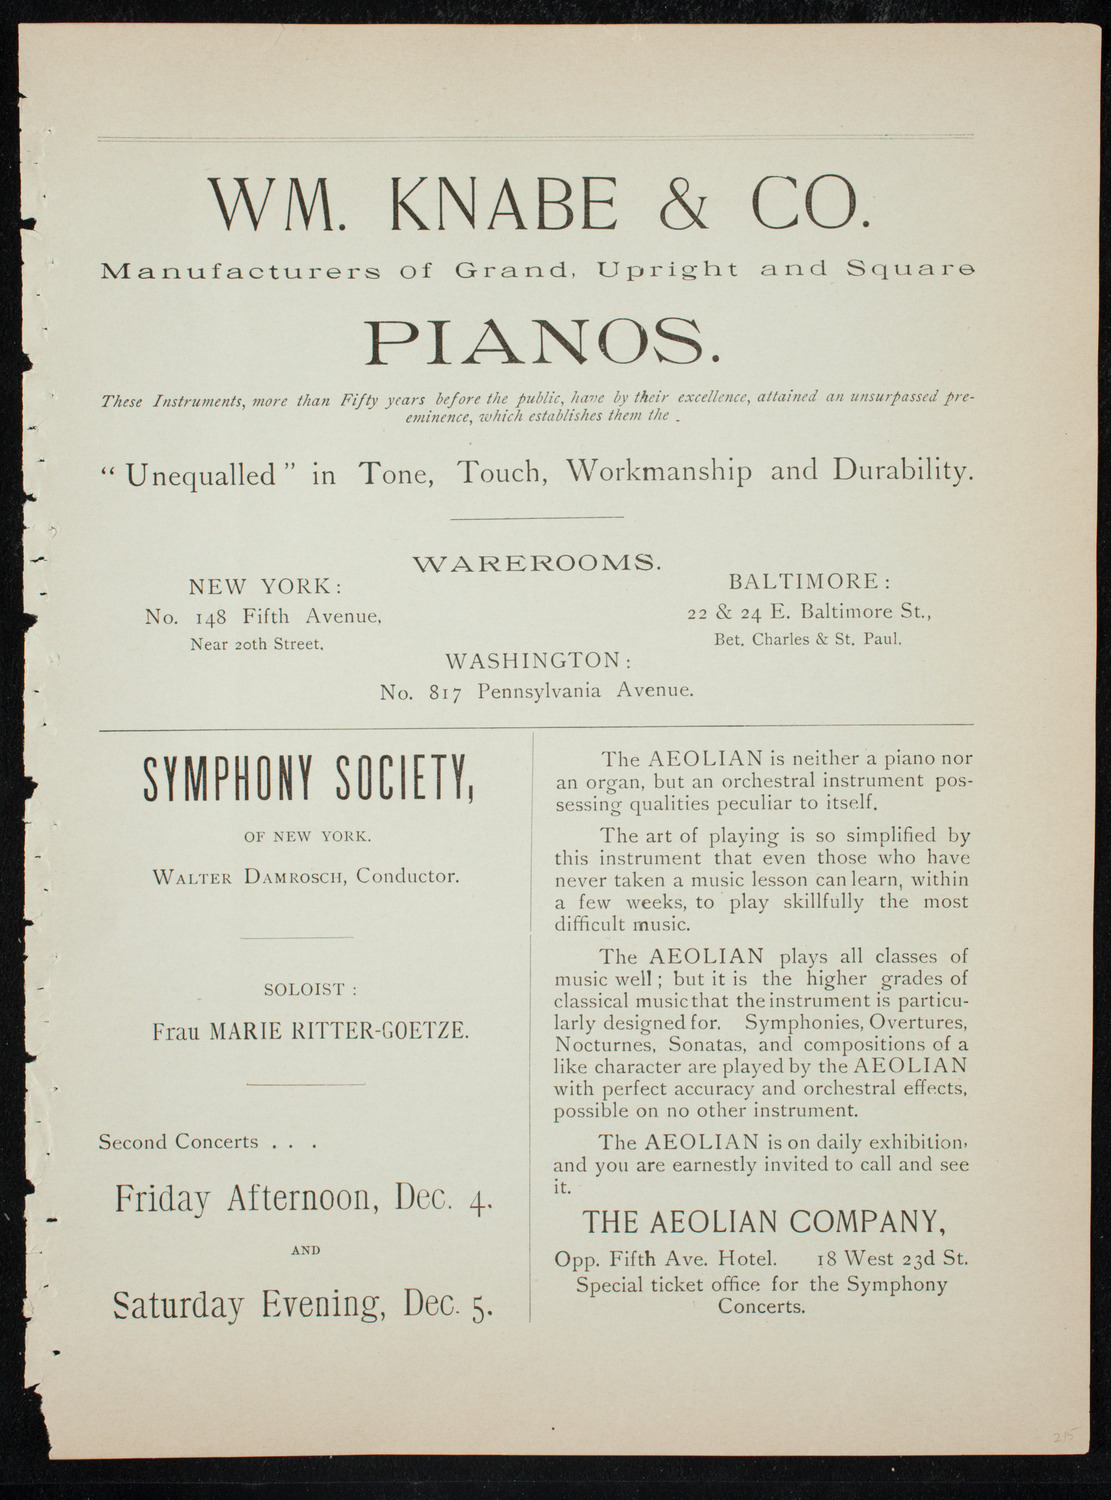 WM. KNABE & CO.
Manufacturers of Grand, Upright and Square
PIANOS.
These Instruments, more than Fifty years before the public, have by their excellence, attained an unsurpassed pre-
eminence, which establishes them the .
“ Unequalled ” in Tone, Touch, Workmanship and Durability.
WAREROOMS.
NEW YORK :
No. 148 Fifth Avenue,
Near 20th Street.
BALTIMORE :
22 & 24 E. Baltimore St.,
Bet. Charles & St. Paul.
WASHINGTON :
No. 817 Pennsylvania Avenue.
SYMPHONY SOCIETY,
OF NEW YORK.
WALTER DAMROSCH, Conductor.
SOLOIST :
Frau MARIE RITTER-GOETZE.
Second Concerts . . .
Friday Afternoon, Dec. 4.
AND
Saturday Evening, Dec. 5.
The AEOLIAN is neither a piano nor
an organ, but an orchestral instrument pos-
sessing qualities peculiar to itself.
The art of playing is so simplified by
this instrument that even those who have
never taken a music lesson can learn, within
a few weeks, to play skillfully the most
difficult music.
The AEOLIAN plays all classes of
music well ; but it is the higher grades of
classical music that the instrument is particu-
larly designed for. Symphonies, Overtures,
Nocturnes, Sonatas, and compositions of a
like character are played by the AEOLIAN
with perfect accuracy and orchestral effects,
possible on no other instrument.
The AEOLIAN is on daily exhibition,
and you are earnestly invited to call and see
it.
THE AEOLIAN COMPANY,
Opp. Fifth Ave. Hotel. 18 West 23d St.
Special ticket office for the Symphony
Concerts.
215